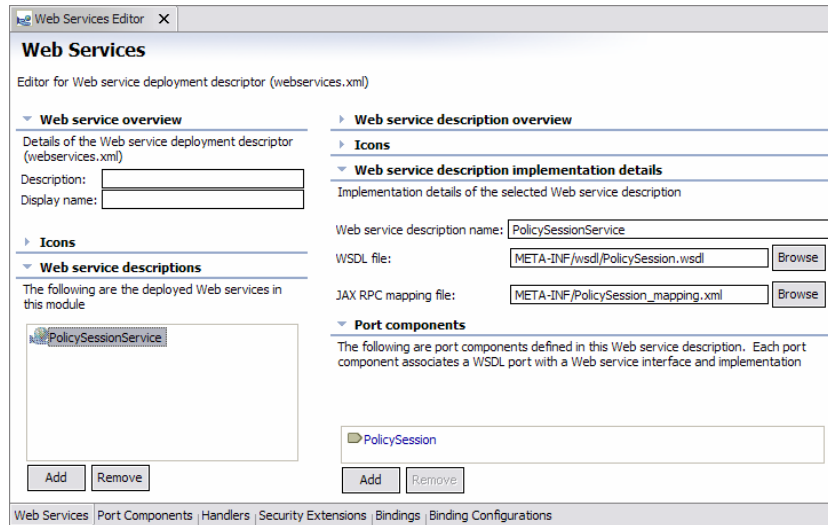 Web Services Editor
Web Services
Editor for Web service deployment descriptor (webservices.xml)
Web service overview
Details of the Web service deployment descriptor
(webservices.xml)
Description:
Display name:
Icons
Web service descriptions
The following are the deployed Web services in
this module
PolicySessionService
Add Remove
Web service description overview
Icons
Web service description implementation details
Implementation details of the selected Web service description
Web service description name: PolicySessionService
WSDL file: META-INF/wsdl/PolicySession.wsdl Browse
JAX RPC mapping file: META-INF/PolicySession_mapping.xml Browse
Port components
The following are port components defined in this Web service description. Each port
component associates a WSDL port with a Web service interface and implementation
PolicySession
Add Remove
Web Services Port Components Handlers Security Extensions Bindings Binding Configurations